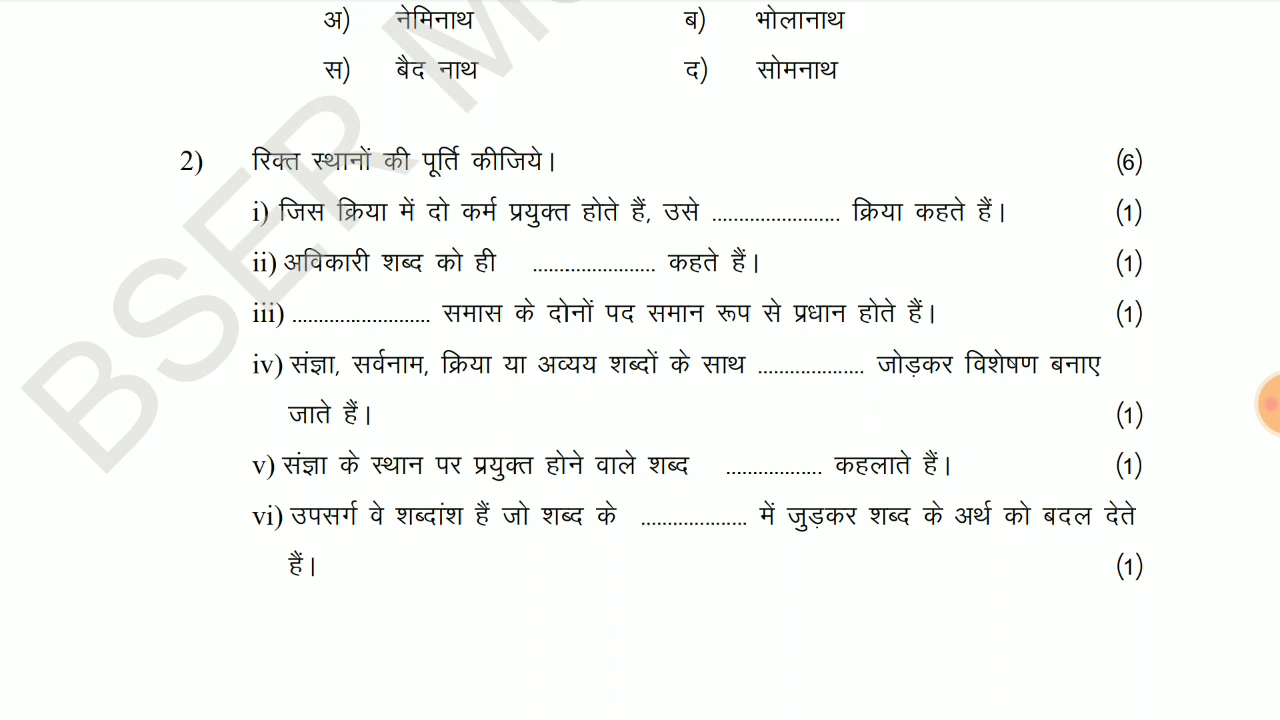 अ) नेमिनाथ ब) भोलानाथ
स) बैद नाथ द) सोमनाथ
2) रिक्त स्थानों की पूर्ति कीजिये। (6)
i) जिस क्रिया में दो कर्म प्रयुक्त होते हैं, उसे ........................ क्रिया कहते हैं। (1)
ii) अविकारी शब्द को ही ....................... कहते हैं। (1)
iii) .......................... समास के दोनों पद समान रूप से प्रधान होते हैं। (1)
iv) संज्ञा, सर्वनाम, क्रिया या अव्यय शब्दों के साथ .................... जोड़कर विशेषण बनाए
जाते हैं। (1)
v) संज्ञा के स्थान पर प्रयुक्त होने वाले शब्द .................. कहलाते हैं। (1)
vi) उपसर्ग वे शब्दांश हैं जो शब्द के .................... में जुड़कर शब्द के अर्थ को बदल देते
हैं। (1)
BSER